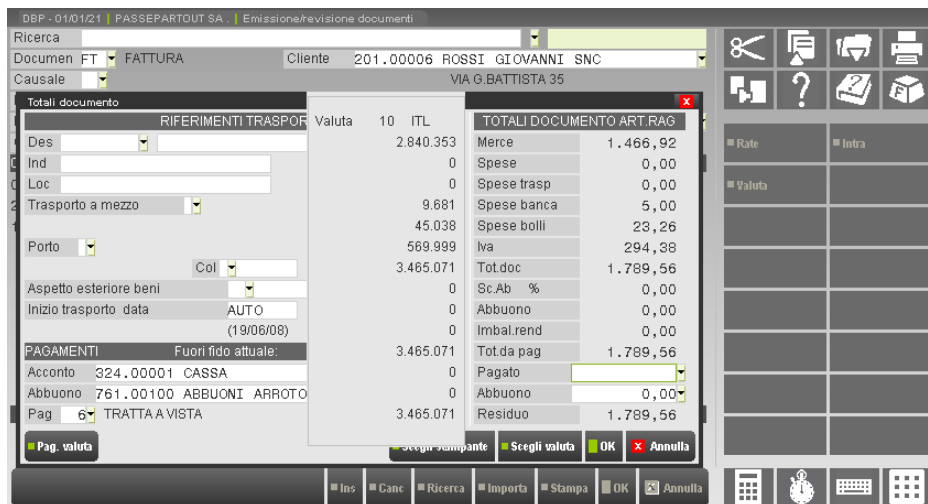 DBP - 01/01/21 | PASSEPARTOUT SA . | Emissione/revisione documenti
Ricerca
Documen FT FATTURA Cliente 201.00006 ROSSI GIOVANNI SNC
Causale VIA G.BATTISTA 35
Totali documento
RIFERIMENTI TRASPOR Valuta 10 ITL TOTALI DOCUMENTO ART.RAG
Des 2.840.353 Merce 1.466,92
Ind 0 Spese 0,00
Loc 0 Spese trasp 0,00
Trasporto a mezzo 9.681 Spese banca 5,00
45.038 Spese bolli 23,26
Porto 569.999 Iva 294,38
Col 3.465.071 Tot.doc 1.789,56
Aspetto esteriore beni 0 Sc.Ab % 0,00
Inizio trasporto data AUTO 0 Abbuono 0,00
(19/06/08) 0 Imbal.rend 0,00
PAGAMENTI Fuori fido attuale: 3.465.071 Tot.da pag 1.789,56
Acconto 324.00001 CASSA 0 Pagato
Abbuono 761.00100 ABBUONI ARROTO 0 Abbuono 0,00
Pag 6 TRATTA A VISTA 3.465.071 Residuo 1.789,56
Pag. valuta Scegli stampante Scegli valuta OK X Annulla
Ins Canc Ricerca Importa Stampa OK X Annulla
Rate Intra
Valuta